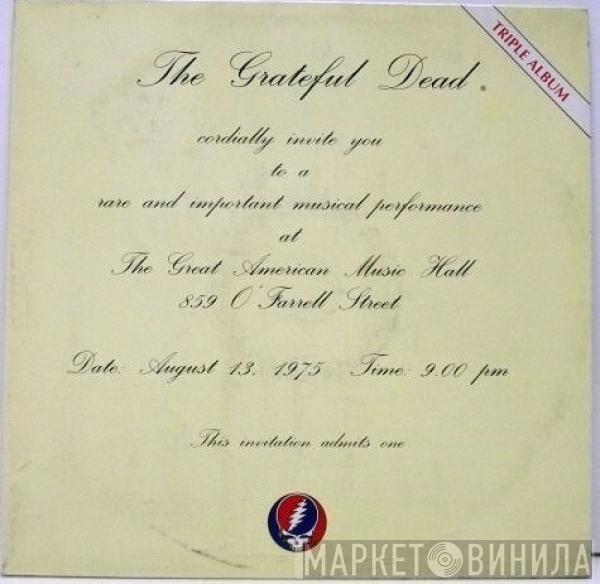 TRIPLE ALBUM
The Grateful Dead.
cordially invite you
to a
rare and important musical performance
at
The Great American Music Hall
859 O'Farrell Street
Date: August 13, 1975 Time: 9.00 pm
This invitation admits one
МАРКЕТ ВИНИЛА